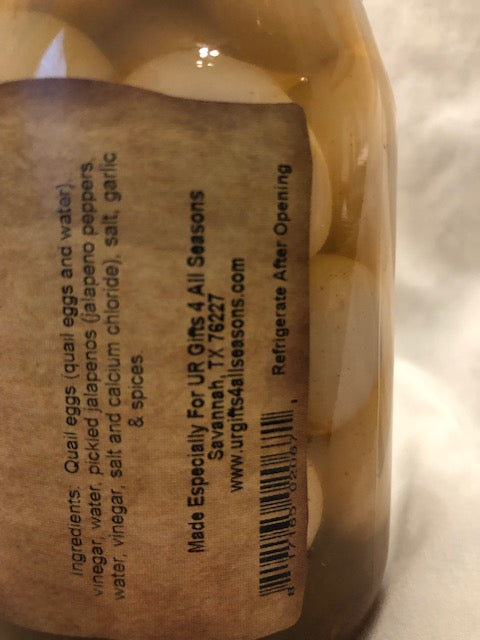 Ingredients: Quail eggs (quail eggs and water),
vinegar, water, pickled jalapenos (jalapeno peppers,
water, vinegar, salt and calcium chloride), salt, garlic
& spices.
Made Especially For UR Gifts 4 All Seasons
Savannah, TX 76227
www.urgifts4allseasons.com
Refrigerate After Opening